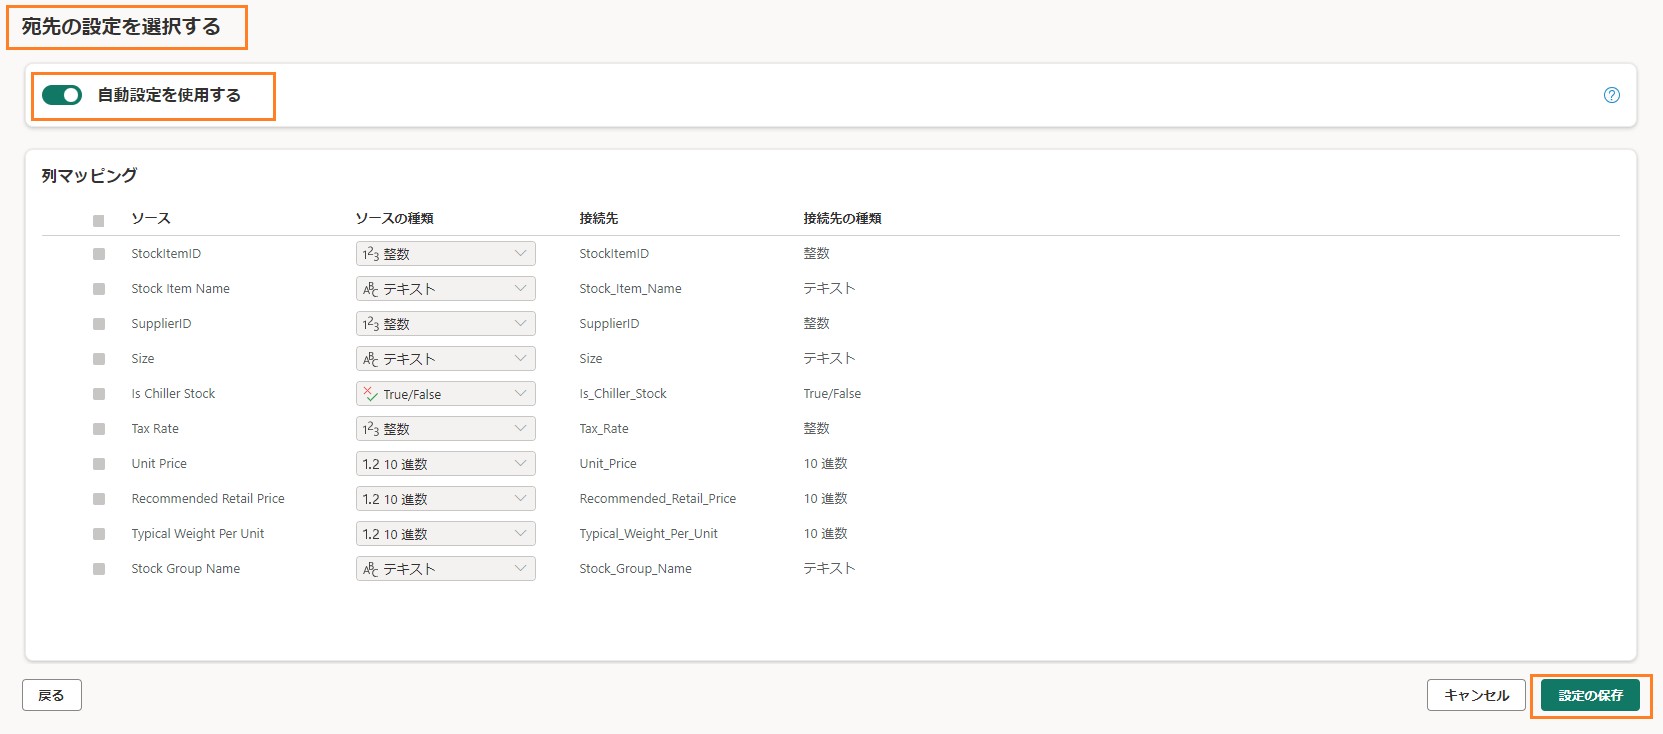 宛先の設定を選択する
自動設定を使用する
列マッピング
ソース ソースの種類 接続先 接続先の種類
StockItemID 123 整数 StockItemID 整数
Stock Item Name ABC テキスト Stock_Item_Name テキスト
SupplierID 123 整数 SupplierID 整数
Size ABC テキスト Size テキスト
Is Chiller Stock True/False Is_Chiller_Stock True/False
Tax Rate 123 整数 Tax_Rate 整数
Unit Price 1.2 10 進数 Unit_Price 10 進数
Recommended Retail Price 1.2 10 進数 Recommended_Retail_Price 10 進数
Typical Weight Per Unit 1.2 10 進数 Typical_Weight_Per_Unit 10 進数
Stock Group Name ABC テキスト Stock_Group_Name テキスト
戻る キャンセル 設定の保存